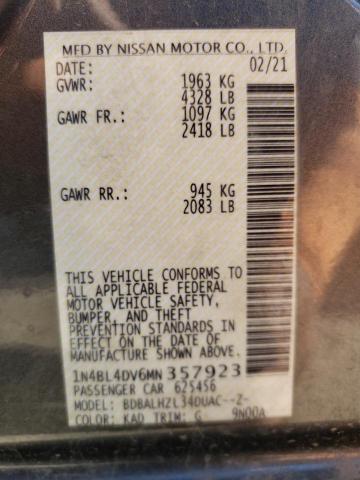 MFD BY NISSAN MOTOR CO., LTD.
DATE: 02/21
GVWR: 1963 KG
4328 LB
GAWR FR.: 1097 KG
2418 LB
GAWR RR.: 945 KG
2083 LB
THIS VEHICLE CONFORMS TO
ALL APPLICABLE FEDERAL
MOTOR VEHICLE SAFETY,
BUMPER, AND THEFT
PREVENTION STANDARDS IN
EFFECT ON THE DATE OF
MANUFACTURE SHOWN ABOVE.
1N4BL4DV6MN 357923
PASSENGER CAR 625456
MODEL: BDBALHZL34DUAC--Z-
COLOR: KAD TRIM: G 9N00A